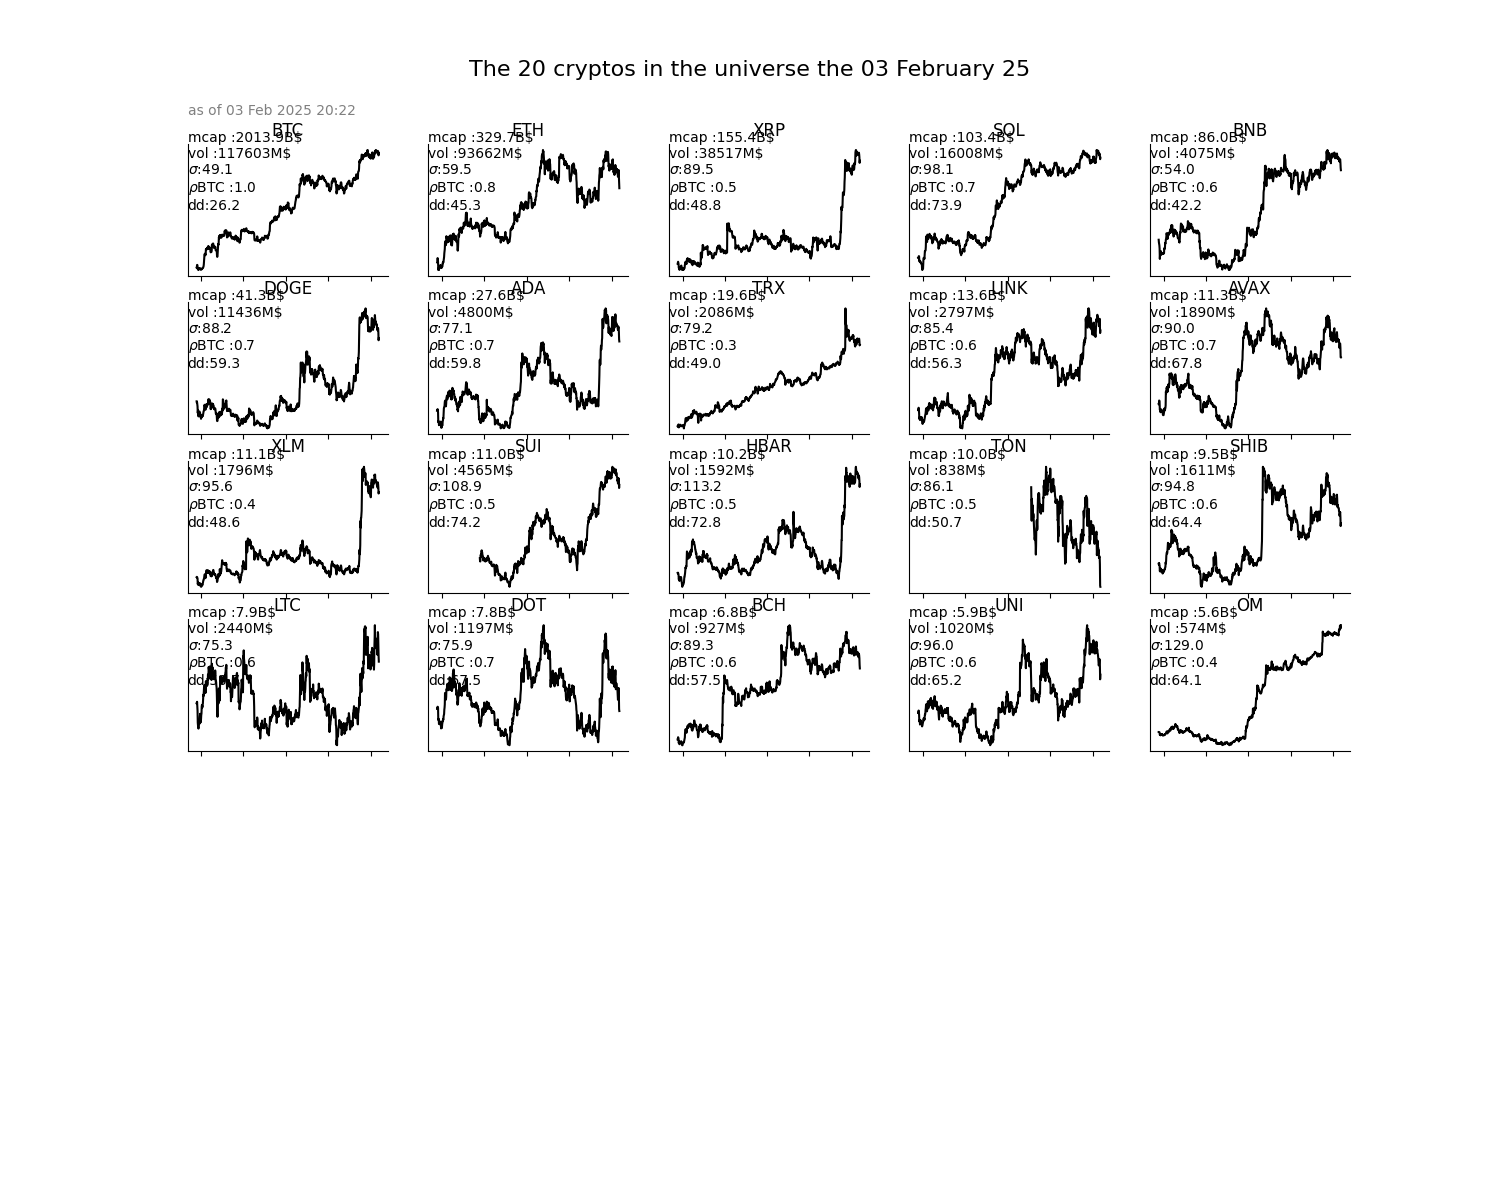 The 20 cryptos in the universe the 03 February 25
as of 03 Feb 2025 20:22
BTC
mcap :2013.9B$
vol :117603M$
σ:49.1
ρBTC :1.0
dd:26.2
ETH
mcap :329.7B$
vol :93662M$
σ:59.5
ρBTC :0.8
dd:45.3
XRP
mcap :155.4B$
vol :38517M$
σ:89.5
ρBTC :0.5
dd:48.8
SOL
mcap :103.4B$
vol :16008M$
σ:98.1
ρBTC :0.7
dd:73.9
BNB
mcap :86.0B$
vol :4075M$
σ:54.0
ρBTC :0.6
dd:42.2
DOGE
mcap :41.3B$
vol :11436M$
σ:88.2
ρBTC :0.7
dd:59.3
ADA
mcap :27.6B$
vol :4800M$
σ:77.1
ρBTC :0.7
dd:59.8
TRX
mcap :19.6B$
vol :2086M$
σ:79.2
ρBTC :0.3
dd:49.0
LINK
mcap :13.6B$
vol :2797M$
σ:85.4
ρBTC :0.6
dd:56.3
AVAX
mcap :11.3B$
vol :1890M$
σ:90.0
ρBTC :0.7
dd:67.8
XLM
mcap :11.1B$
vol :1796M$
σ:95.6
ρBTC :0.4
dd:48.6
SUI
mcap :11.0B$
vol :4565M$
σ:108.9
ρBTC :0.5
dd:74.2
HBAR
mcap :10.2B$
vol :1592M$
σ:113.2
ρBTC :0.5
dd:72.8
TON
mcap :10.0B$
vol :838M$
σ:86.1
ρBTC :0.5
dd:50.7
SHIB
mcap :9.5B$
vol :1611M$
σ:94.8
ρBTC :0.6
dd:64.4
LTC
mcap :7.9B$
vol :2440M$
σ:75.3
ρBTC :0.6
DOT
mcap :7.8B$
vol :1197M$
σ:75.9
ρBTC :0.7
dd:67.5
BCH
mcap :6.8B$
vol :927M$
σ:89.3
ρBTC :0.6
dd:57.5
UNI
mcap :5.9B$
vol :1020M$
σ:96.0
ρBTC :0.6
dd:65.2
OM
mcap :5.6B$
vol :574M$
σ:129.0
ρBTC :0.4
dd:64.1